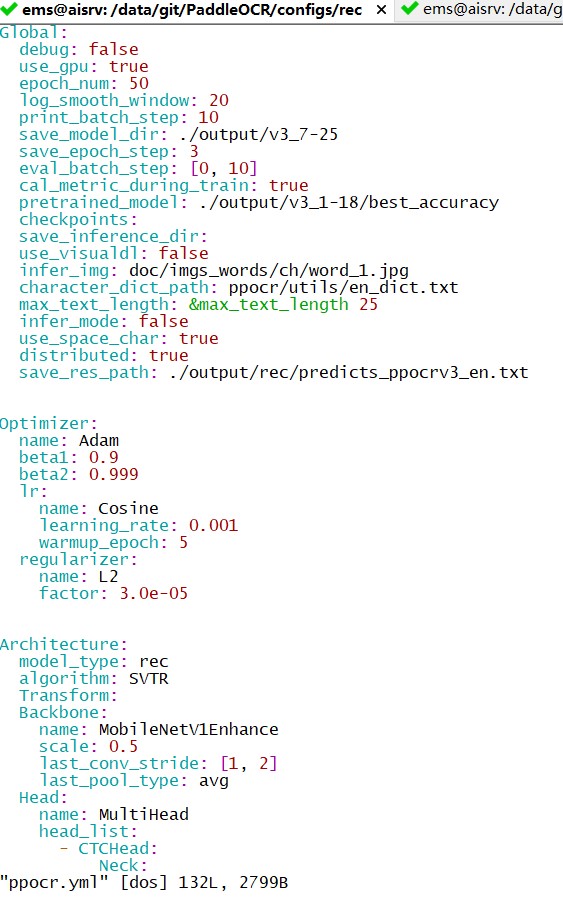 ems@aisrv: /data/git/PaddleOCR/configs/rec × ems@aisrv: /data/g
Global:
  debug: false
  use_gpu: true
  epoch_num: 50
  log_smooth_window: 20
  print_batch_step: 10
  save_model_dir: ./output/v3_7-25
  save_epoch_step: 3
  eval_batch_step: [0, 10]
  cal_metric_during_train: true
  pretrained_model: ./output/v3_1-18/best_accuracy
  checkpoints:
  save_inference_dir:
  use_visualdl: false
  infer_img: doc/imgs_words/ch/word_1.jpg
  character_dict_path: ppocr/utils/en_dict.txt
  max_text_length: &max_text_length 25
  infer_mode: false
  use_space_char: true
  distributed: true
  save_res_path: ./output/rec/predicts_ppocrv3_en.txt
Optimizer:
  name: Adam
  beta1: 0.9
  beta2: 0.999
  lr:
    name: Cosine
    learning_rate: 0.001
    warmup_epoch: 5
  regularizer:
    name: L2
    factor: 3.0e-05
Architecture:
  model_type: rec
  algorithm: SVTR
  Transform:
  Backbone:
    name: MobileNetV1Enhance
    scale: 0.5
    last_conv_stride: [1, 2]
    last_pool_type: avg
  Head:
    name: MultiHead
    head_list:
      - CTCHead:
          Neck:
"ppocr.yml" [dos] 132L, 2799B